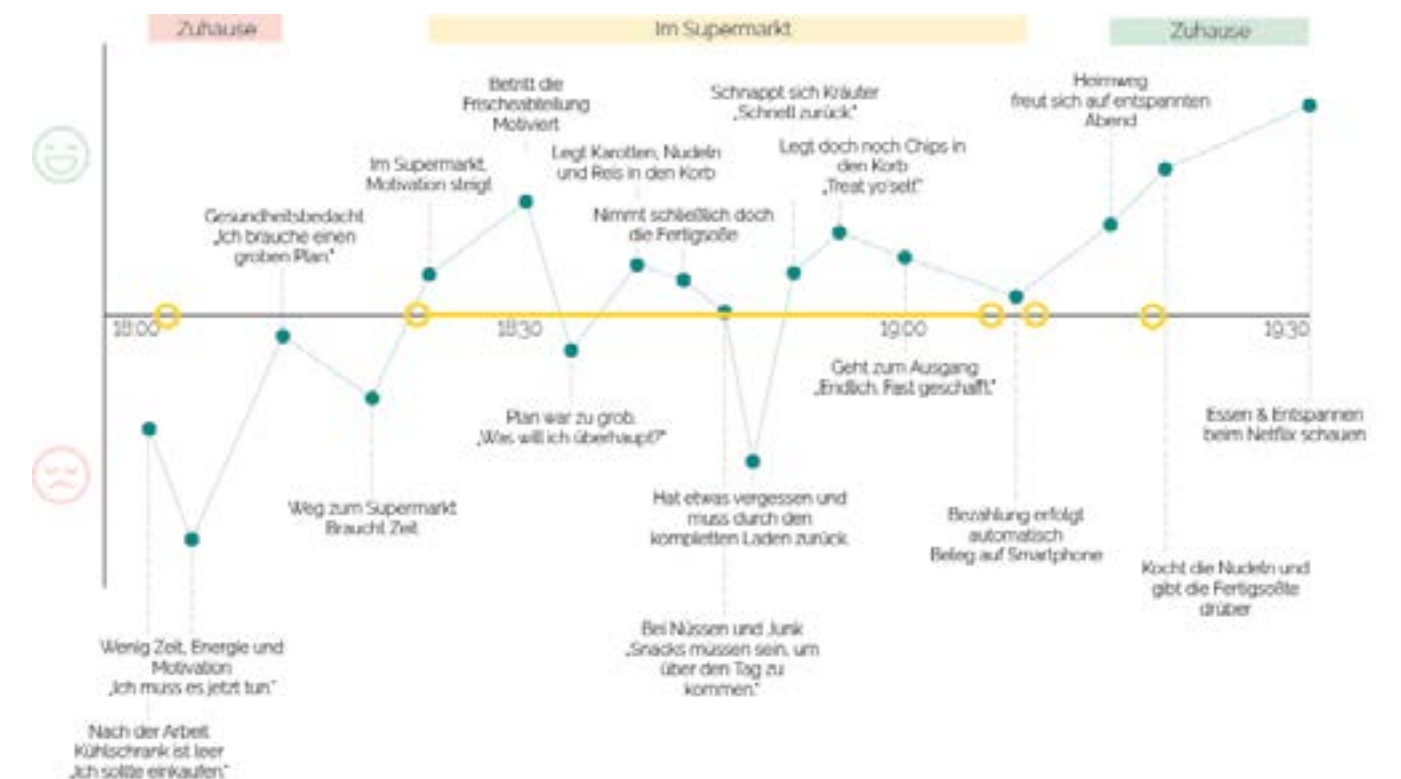 Zuhause
Im Supermarkt
Zuhause
Betritt die
Frischeabteilung
Motiviert
Schnappt sich Kräuter
„Schnell zurück."
Heimweg
freut sich auf entspannten
Abend
Im Supermarkt,
Motivation steigt
Legt Karotten, Nudeln
und Reis in den Korb
Legt doch noch Chips in
den Korb
„Treat yo'self"
Gesundheitsbedacht
„Ich brauche einen
groben Plan."
Nimmt schließlich doch
die Fertigsoße
18:00
18:30
19:00
19:30
Geht zum Ausgang
„Endlich. Fast geschafft."
Plan war zu grob.
„Was will ich überhaupt?"
Essen & Entspannen
beim Netflix schauen
Weg zum Supermarkt
Braucht Zeit
Hat etwas vergessen und
muss durch den
kompletten Laden zurück.
Bezahlung erfolgt
automatisch
Beleg auf Smartphone
Kocht die Nudeln und
gibt die Fertigsoßte
drüber
Wenig Zeit, Energie und
Motivation
„Ich muss es jetzt tun."
Bei Nüssen und Junk
„Snacks müssen sein, um
über den Tag zu
kommen."
Nach der Arbeit
Kühlschrank ist leer
„Ich sollte einkaufen."